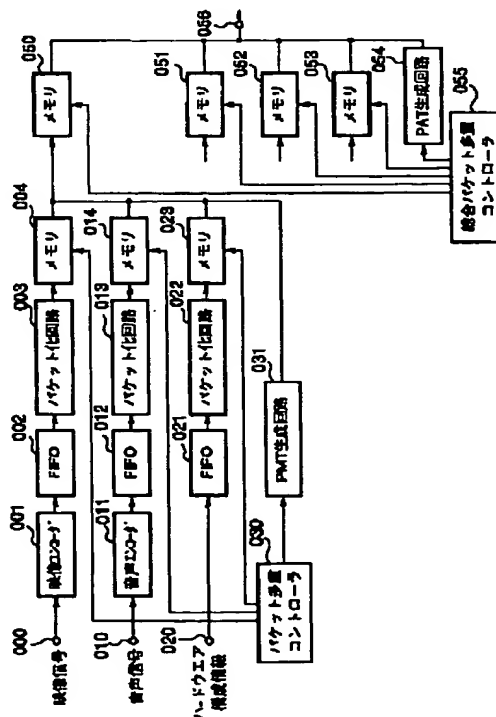 映像信号
000
映像エンコーダ
001
FIFO
002
パケット化回路
003
メモリ
004
メモリ
050
056
音声信号
010
音声エンコーダ
011
FIFO
012
パケット化回路
013
メモリ
014
メモリ
051
ハードウエア
構成情報
020
FIFO
021
パケット化回路
022
メモリ
023
メモリ
052
メモリ
053
パケット多重
コントローラ
030
PMT生成回路
031
PAT生成回路
054
総合パケット多重
コントローラ
055